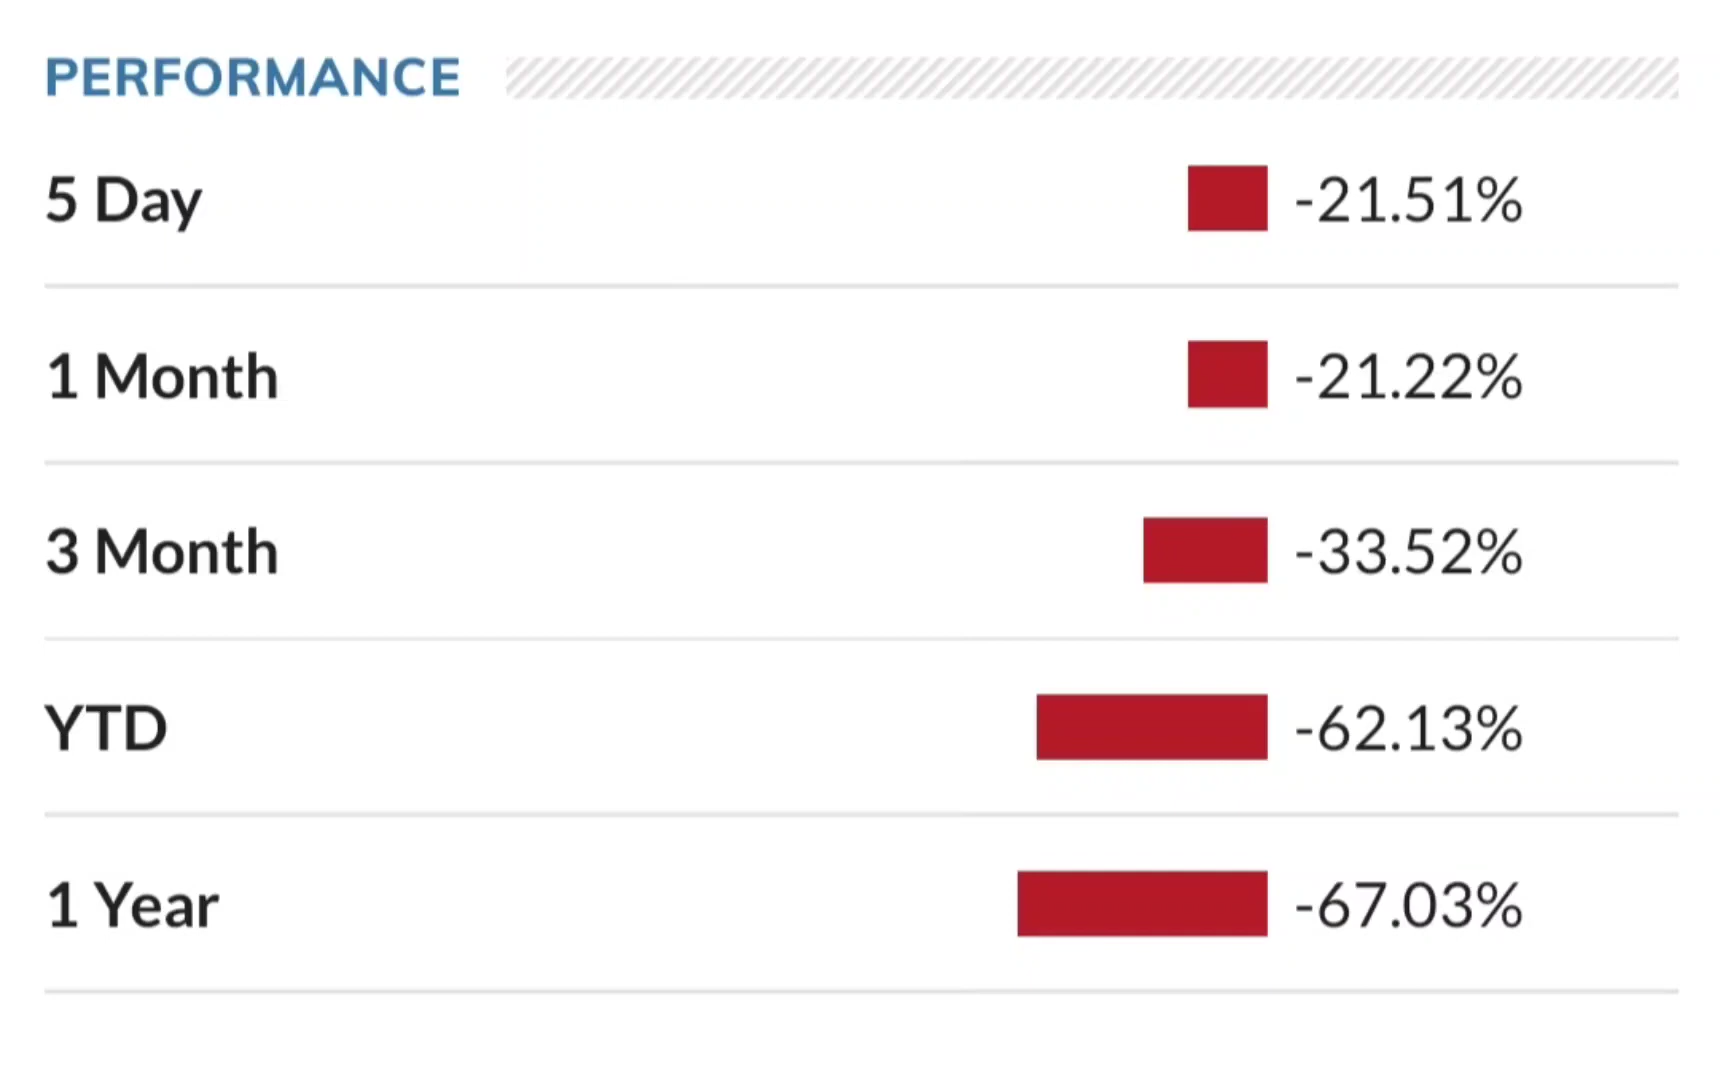 PERFORMANCE
5 Day -21.51%
1 Month -21.22%
3 Month -33.52%
YTD -62.13%
1 Year -67.03%